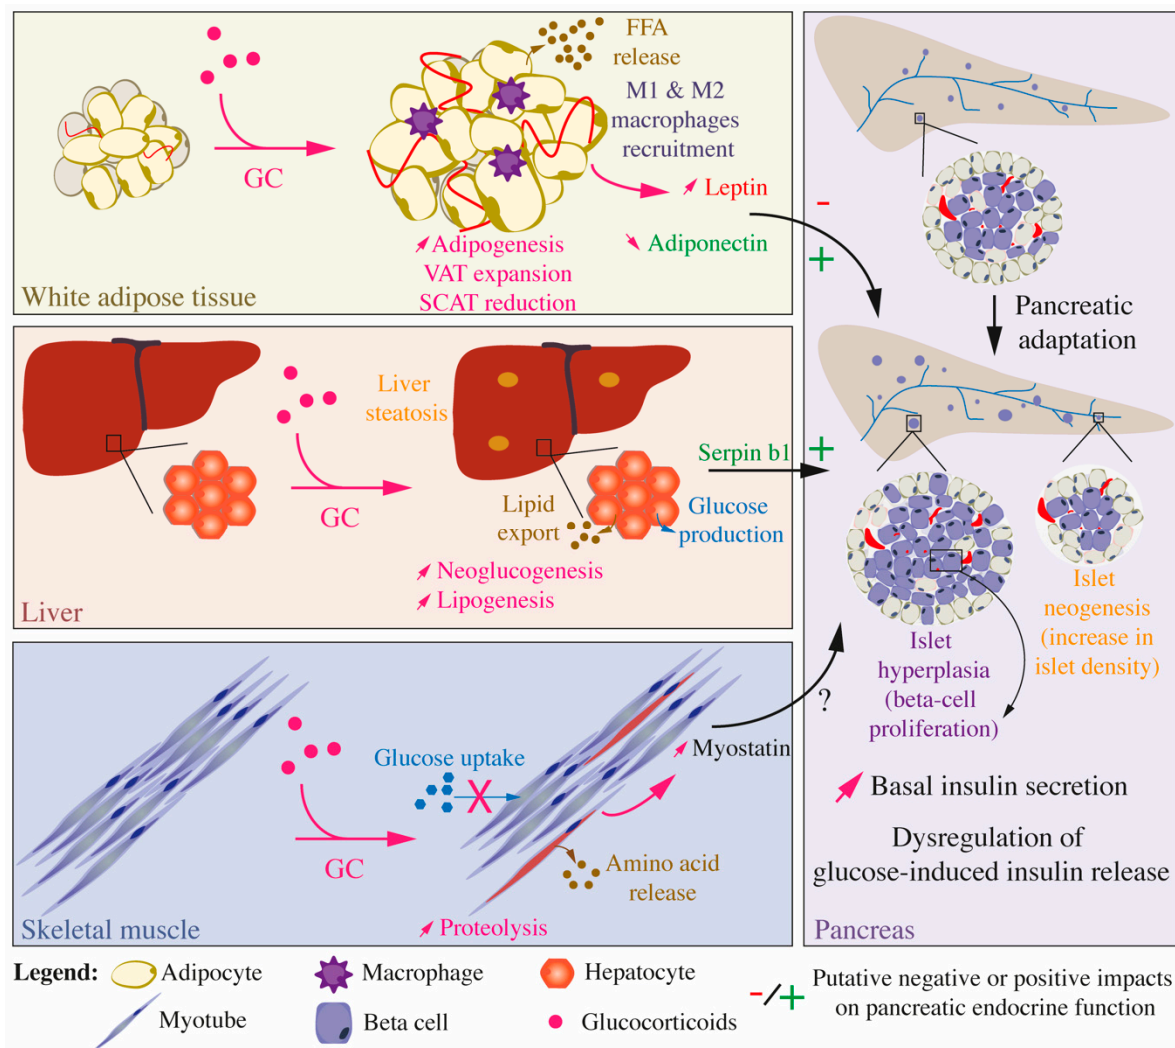 FFA
release
M1 & M2
macrophages
recruitment
GC
Leptin
Adiponectin
Adipogenesis
VAT expansion
SCAT reduction
White adipose tissue
-
+
Pancreatic
adaptation
Liver
steatosis
GC
Lipid
export
Glucose
production
Serpin b1
+
Neoglucogenesis
Lipogenesis
Liver
Islet
hyperplasia
(beta-cell
proliferation)
Islet
neogenesis
(increase in
islet density)
Glucose uptake
X
GC
Myostatin
?
Amino acid
release
Proteolysis
Skeletal muscle
Basal insulin secretion
Dysregulation of
glucose-induced insulin release
Pancreas
Legend:
Adipocyte
Macrophage
Hepatocyte
Myotube
Beta cell
Glucocorticoids
-/+
Putative negative or positive impacts
on pancreatic endocrine function